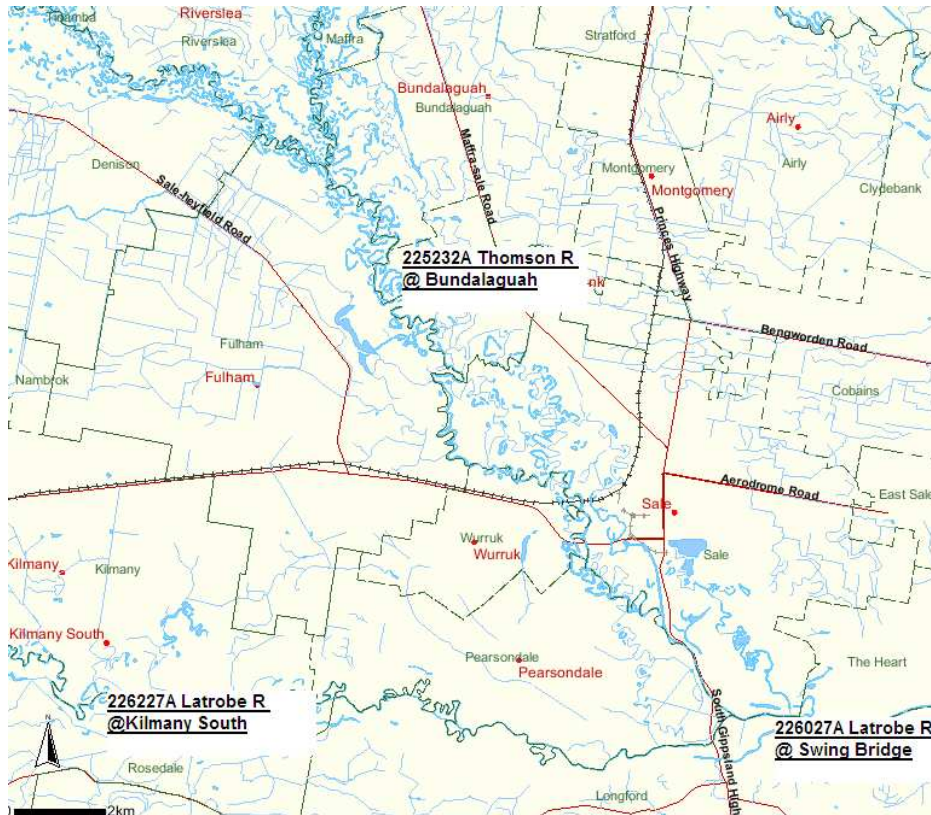 Tinamba
Riverslea
Riverslea
Maffra
Stratford
Bundalaguah
Bundalaguah
Airly
Airly
Denison
Maffra-sale Road
Montgomery
Montgomery
Clydebank
Sale-heyfield Road
Princes Highway
225232A Thomson R
@ Bundalaguah
nk
Bengworden Road
Fulham
Fulham
Nambrok
Cobains
Aerodrome Road
East Sale
Sale
Wurruk
Wurruk
Sale
Kilmany
Kilmany
Kilmany South
Pearsondale
Pearsondale
The Heart
226227A Latrobe R
@Kilmany South
South Gippsland High
226027A Latrobe R
@ Swing Bridge
N
Rosedale
Longford
0
2km